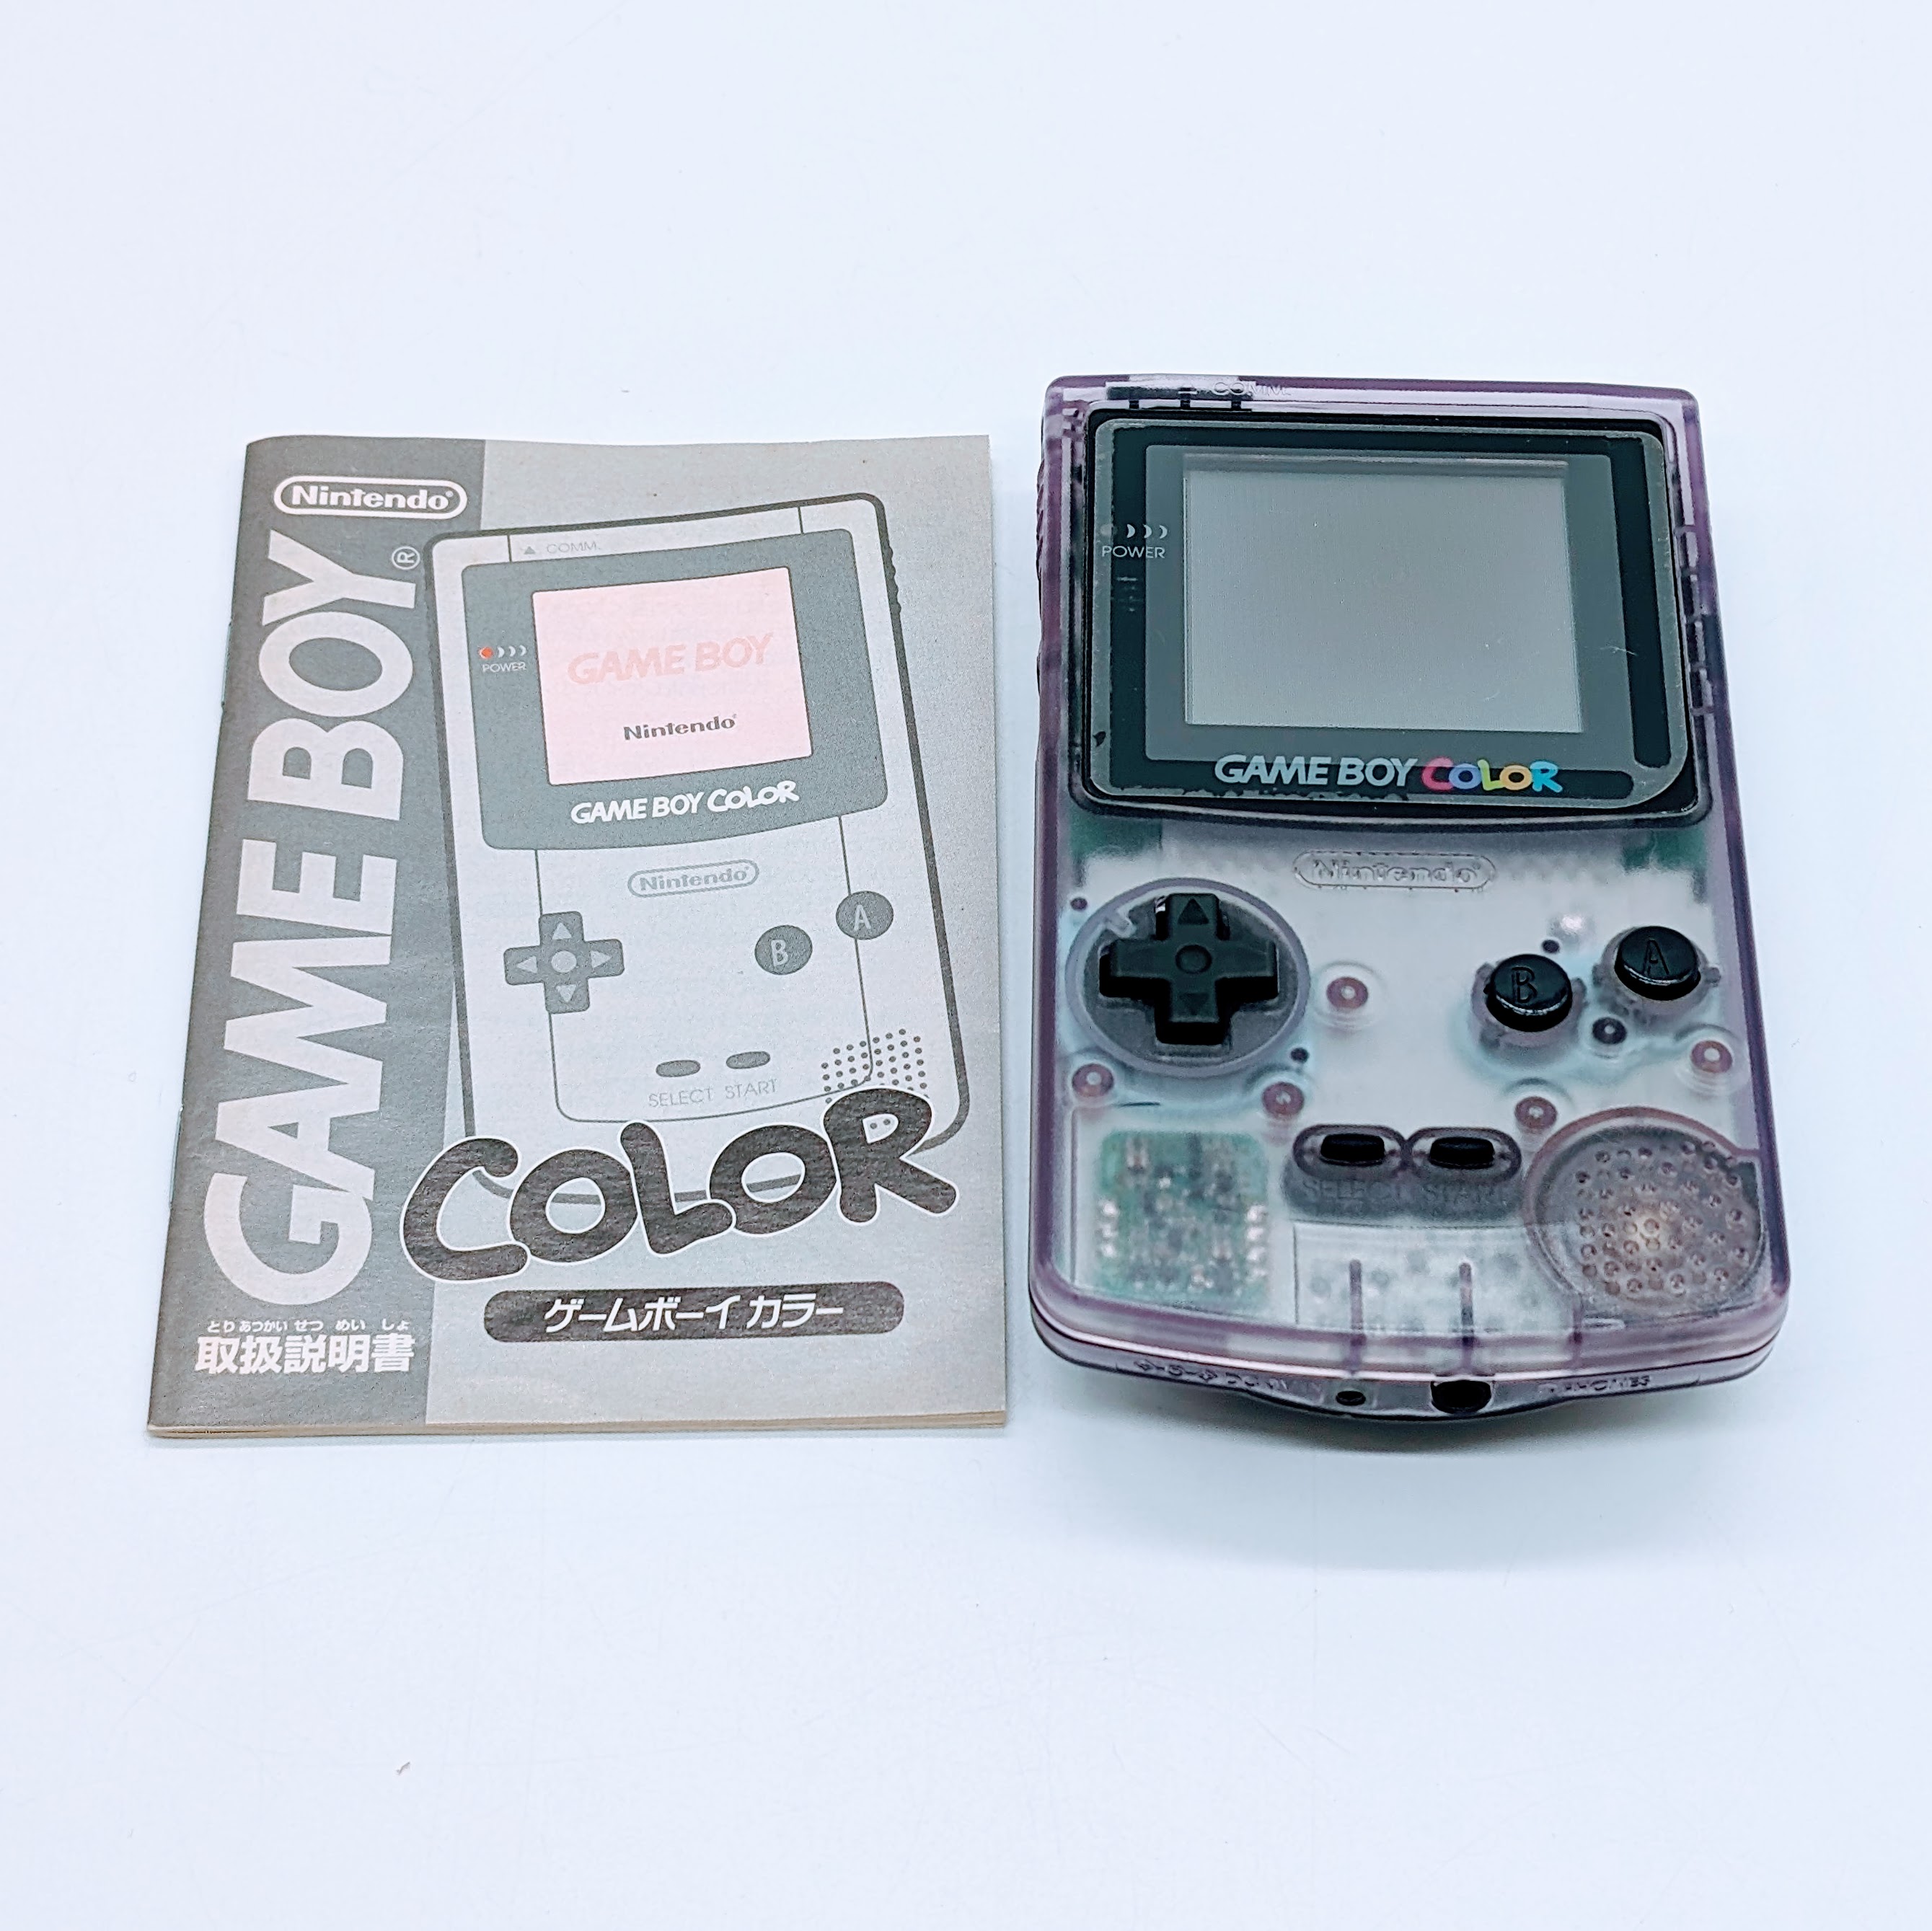 Nintendo®
GAME BOY®
COMM.
POWER
GAME BOY
Nintendo®
GAME BOY COLOR
Nintendo®
A
B
SELECT START
COLOR
ゲームボーイ カラー
とりあつかい せつ めい しょ
取扱説明書
COMM.
POWER
GAME BOY COLOR
Nintendo®
A
B
SELECT START